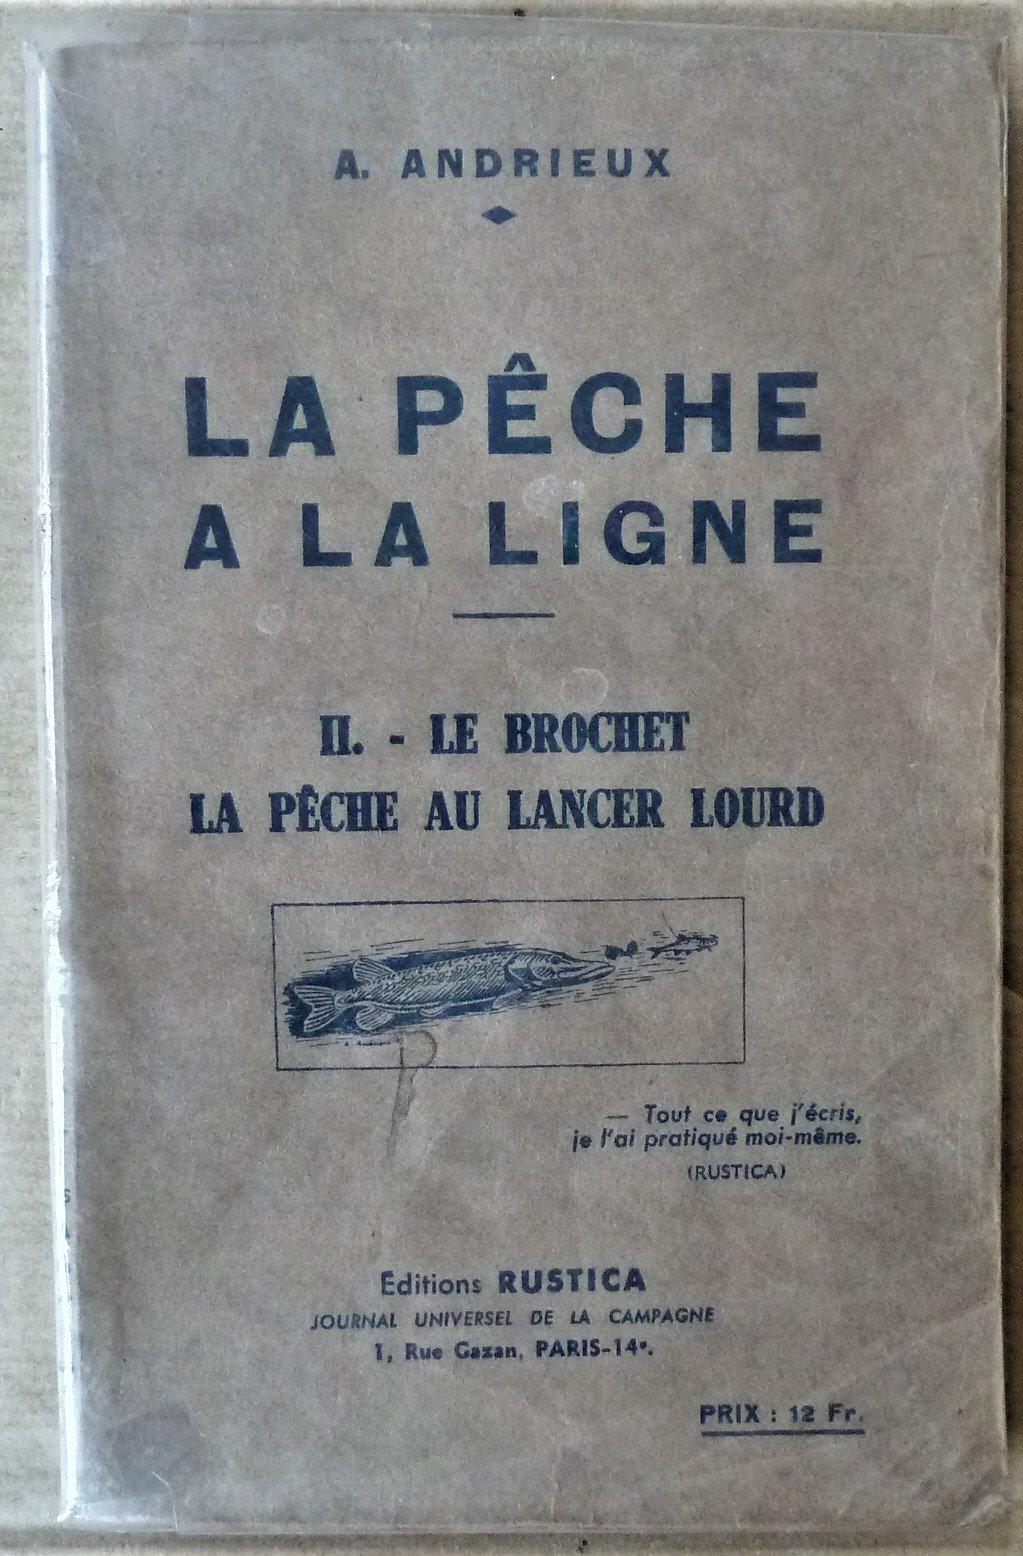 A. ANDRIEUX
LA PÊCHE
A LA LIGNE
II. - LE BROCHET
LA PÊCHE AU LANCER LOURD
— Tout ce que j'écris,
je l'ai pratiqué moi-même.
(RUSTICA)
Editions RUSTICA
JOURNAL UNIVERSEL DE LA CAMPAGNE
1, Rue Gazan, PARIS-14e.
PRIX : 12 Fr.